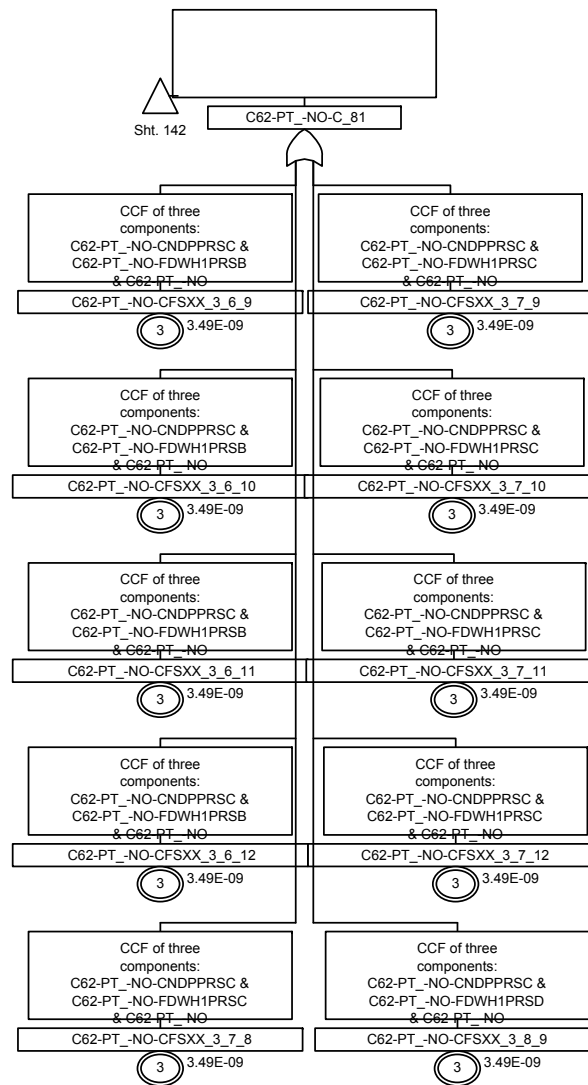 C62-PT_-NO-C_81
Sht. 142
CCF of three
components:
C62-PT_-NO-CNDPPRSC &
C62-PT_-NO-FDWH1PRSB
& C62-PT_-NO
C62-PT_-NO-CFSXX_3_6_9
3
3.49E-09
CCF of three
components:
C62-PT_-NO-CNDPPRSC &
C62-PT_-NO-FDWH1PRSC
& C62-PT_-NO
C62-PT_-NO-CFSXX_3_7_9
3
3.49E-09
CCF of three
components:
C62-PT_-NO-CNDPPRSC &
C62-PT_-NO-FDWH1PRSB
& C62-PT_-NO
C62-PT_-NO-CFSXX_3_6_10
3
3.49E-09
CCF of three
components:
C62-PT_-NO-CNDPPRSC &
C62-PT_-NO-FDWH1PRSC
& C62-PT_-NO
C62-PT_-NO-CFSXX_3_7_10
3
3.49E-09
CCF of three
components:
C62-PT_-NO-CNDPPRSC &
C62-PT_-NO-FDWH1PRSB
& C62-PT_-NO
C62-PT_-NO-CFSXX_3_6_11
3
3.49E-09
CCF of three
components:
C62-PT_-NO-CNDPPRSC &
C62-PT_-NO-FDWH1PRSC
& C62-PT_-NO
C62-PT_-NO-CFSXX_3_7_11
3
3.49E-09
CCF of three
components:
C62-PT_-NO-CNDPPRSC &
C62-PT_-NO-FDWH1PRSB
& C62-PT_-NO
C62-PT_-NO-CFSXX_3_6_12
3
3.49E-09
CCF of three
components:
C62-PT_-NO-CNDPPRSC &
C62-PT_-NO-FDWH1PRSC
& C62-PT_-NO
C62-PT_-NO-CFSXX_3_7_12
3
3.49E-09
CCF of three
components:
C62-PT_-NO-CNDPPRSC &
C62-PT_-NO-FDWH1PRSC
& C62-PT_-NO
C62-PT_-NO-CFSXX_3_7_8
3
3.49E-09
CCF of three
components:
C62-PT_-NO-CNDPPRSC &
C62-PT_-NO-FDWH1PRSD
& C62-PT_-NO
C62-PT_-NO-CFSXX_3_8_9
3
3.49E-09